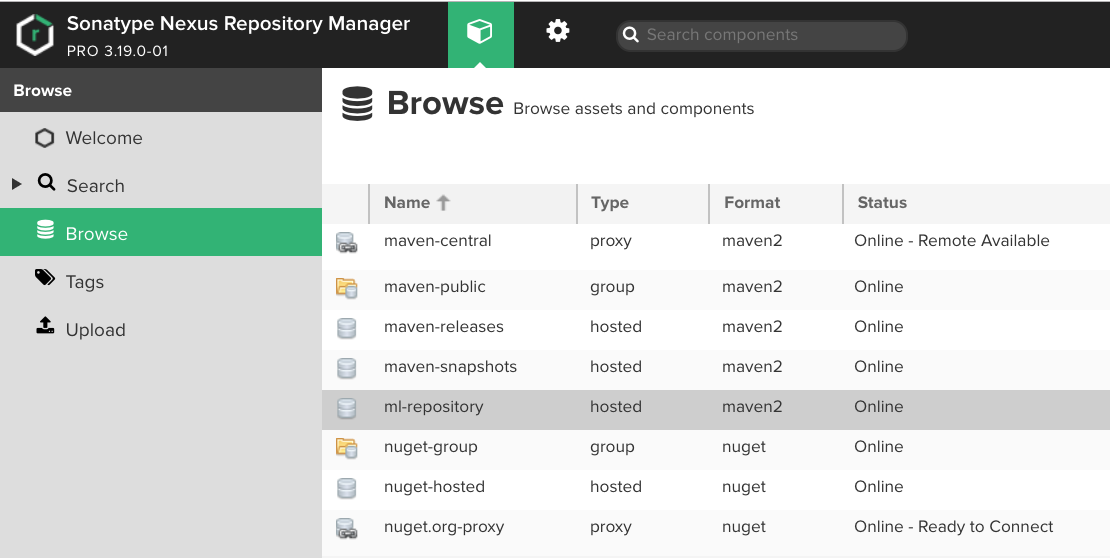 Sonatype Nexus Repository Manager
PRO 3.19.0-01
Search components
Browse
Welcome
Search
Browse
Tags
Upload
Browse Browse assets and components
Name Type Format Status
maven-central proxy maven2 Online - Remote Available
maven-public group maven2 Online
maven-releases hosted maven2 Online
maven-snapshots hosted maven2 Online
ml-repository hosted maven2 Online
nuget-group group nuget Online
nuget-hosted hosted nuget Online
nuget.org-proxy proxy nuget Online - Ready to Connect